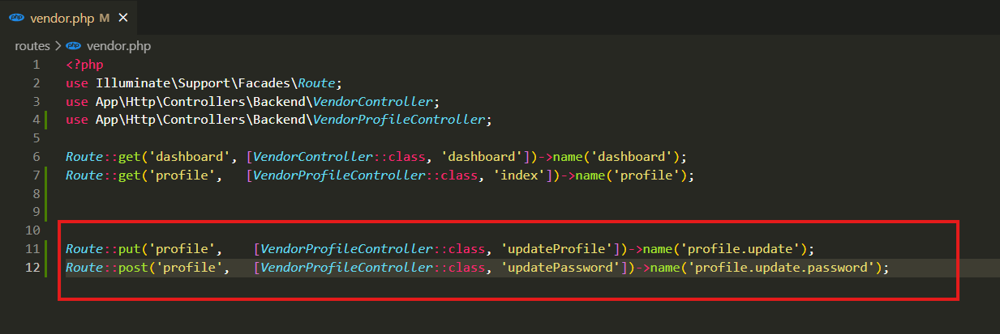 php vendor.php M ×
routes > php vendor.php
1 <?php
2 use Illuminate\Support\Facades\Route;
3 use App\Http\Controllers\Backend\VendorController;
4 use App\Http\Controllers\Backend\VendorProfileController;
5
6 Route::get('dashboard', [VendorController::class, 'dashboard'])->name('dashboard');
7 Route::get('profile',   [VendorProfileController::class, 'index'])->name('profile');
8
9
10
11 Route::put('profile',    [VendorProfileController::class, 'updateProfile'])->name('profile.update');
12 Route::post('profile',   [VendorProfileController::class, 'updatePassword'])->name('profile.update.password');